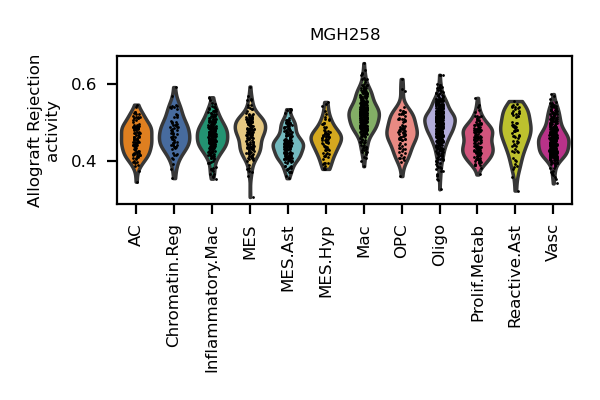 MGH258
Allograft Rejection
activity
0.6
0.4
AC
Chromatin.Reg
Inflammatory.Mac
MES
MES.Ast
MES.Hyp
Mac
OPC
Oligo
Prolif.Metab
Reactive.Ast
Vasc